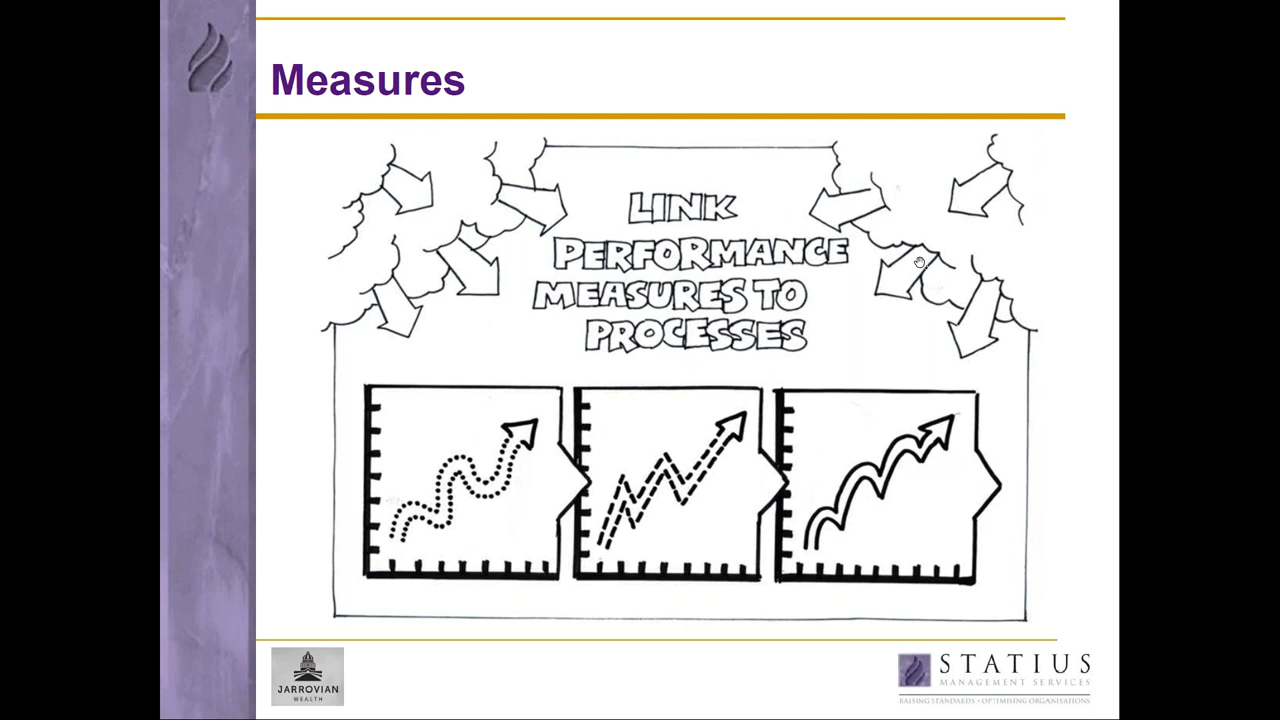 Measures
LINK
PERFORMANCE
MEASURES TO
PROCESSES
JARROVIAN
WEALTH
STATIUS
MANAGEMENT SERVICES
RAISING STANDARDS • OPTIMISING ORGANISATIONS